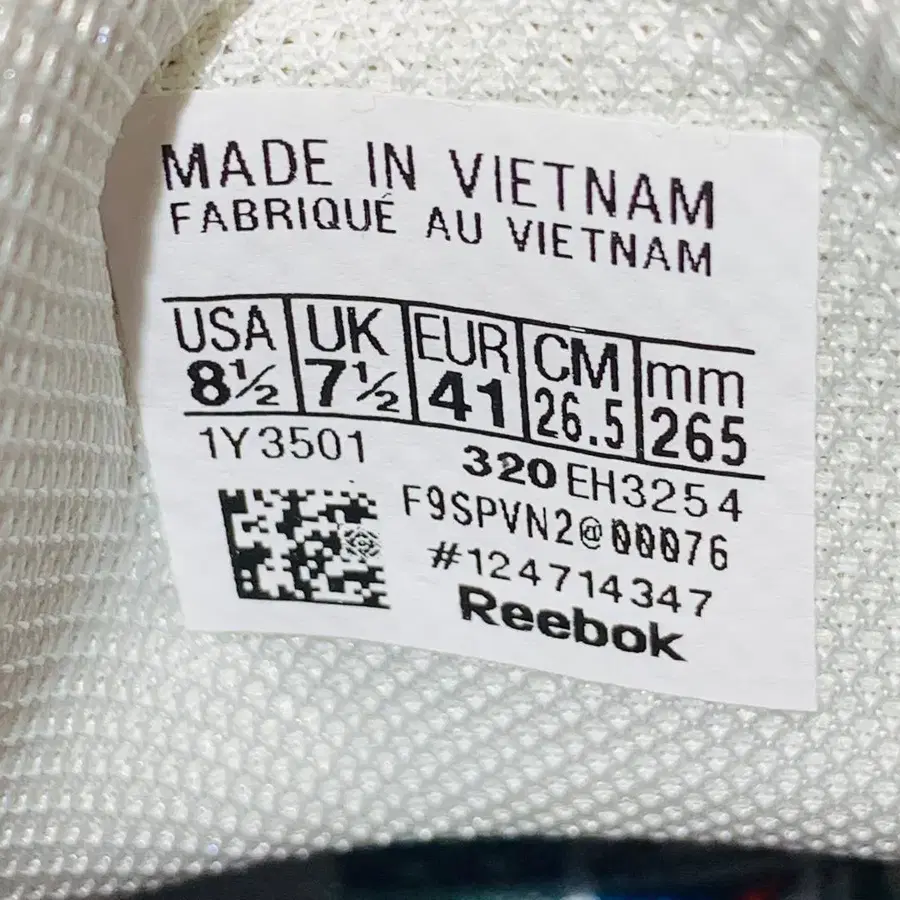 MADE IN VIETNAM
FABRIQUÉ AU VIETNAM
USA UK EUR CM mm
8½ 7½ 41 26.5 265
1Y3501 320 EH3254
F9SPVN2@00076
#124714347
Reebok